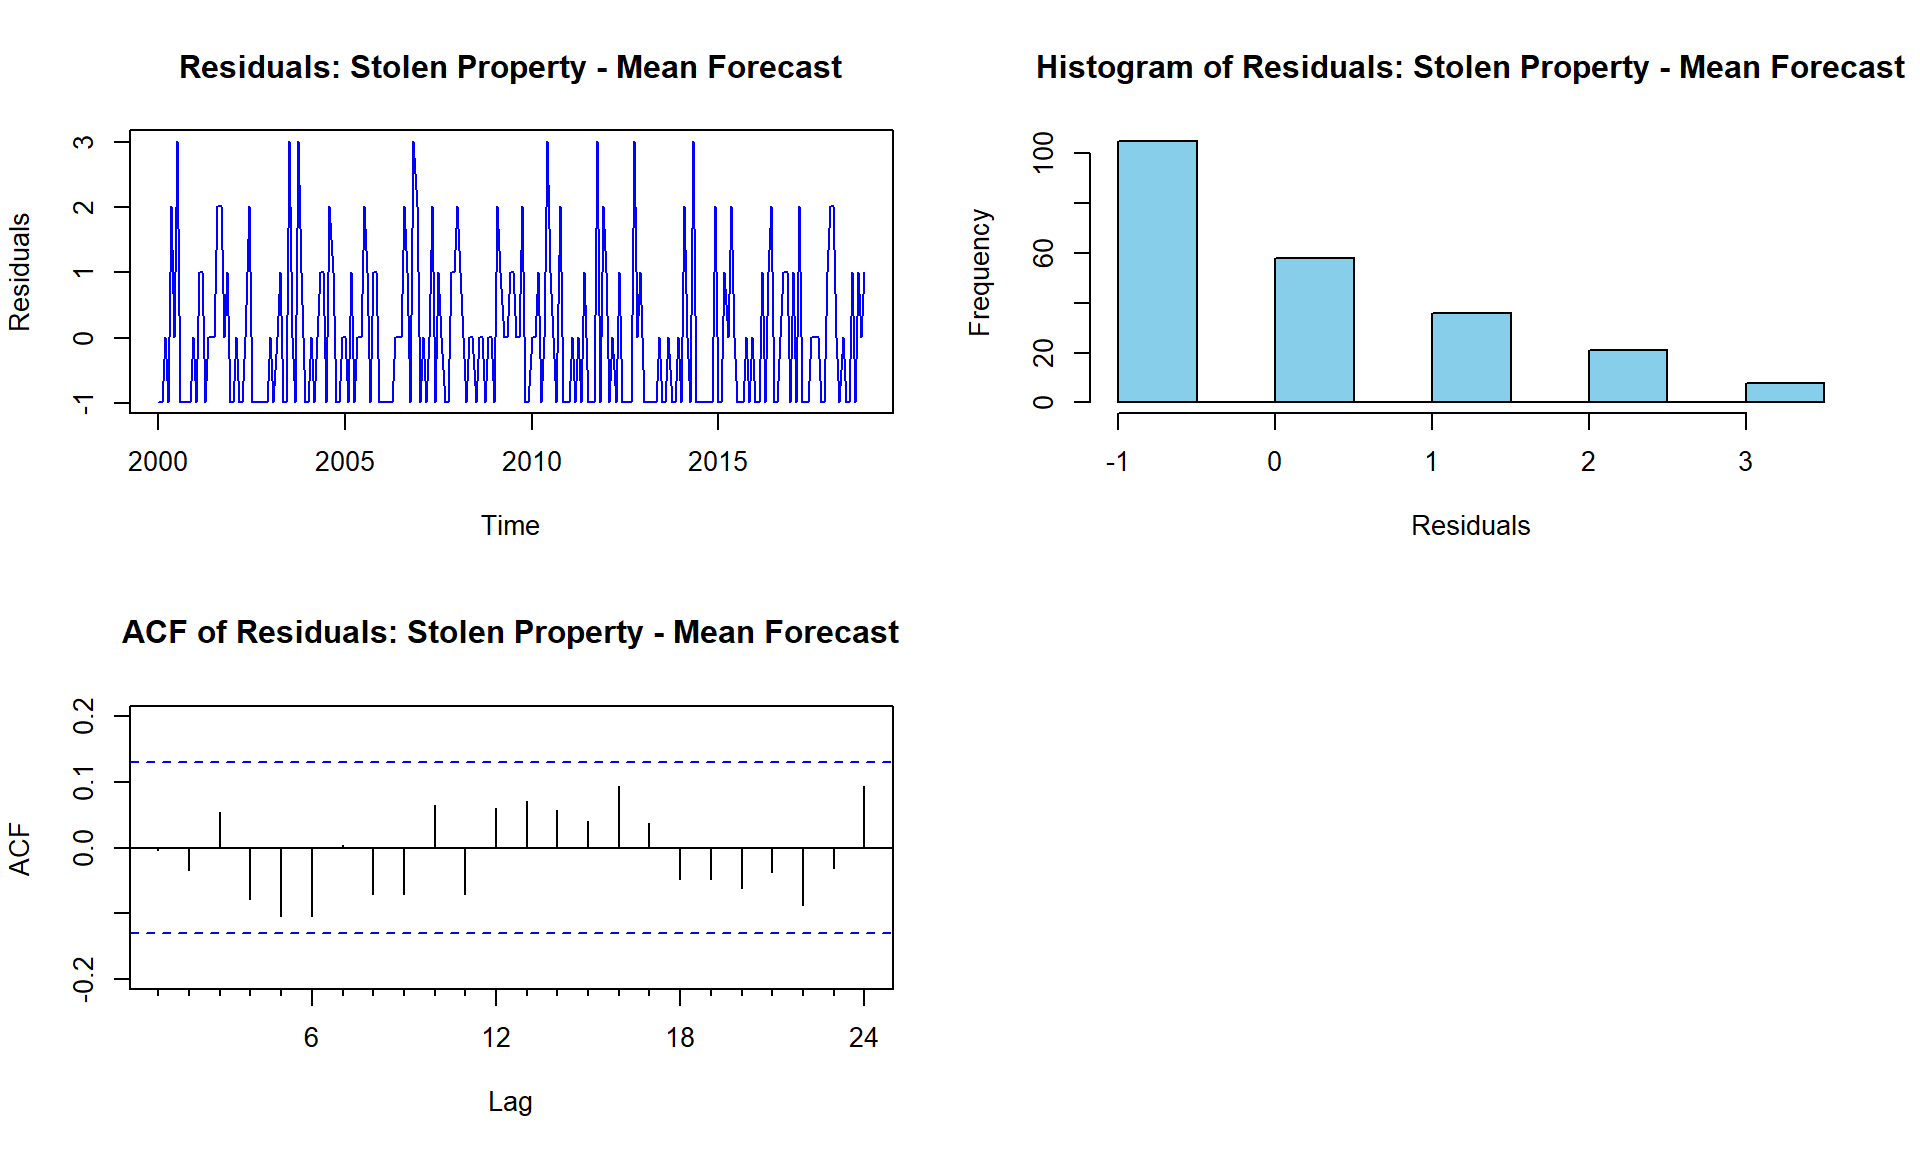 Residuals: Stolen Property - Mean Forecast
Residuals
3
2
1
0
-1
2000 2005 2010 2015
Time
Histogram of Residuals: Stolen Property - Mean Forecast
Frequency
100
60
20
0
-1 0 1 2 3
Residuals
ACF of Residuals: Stolen Property - Mean Forecast
ACF
0.2
0.1
0.0
-0.2
6 12 18 24
Lag